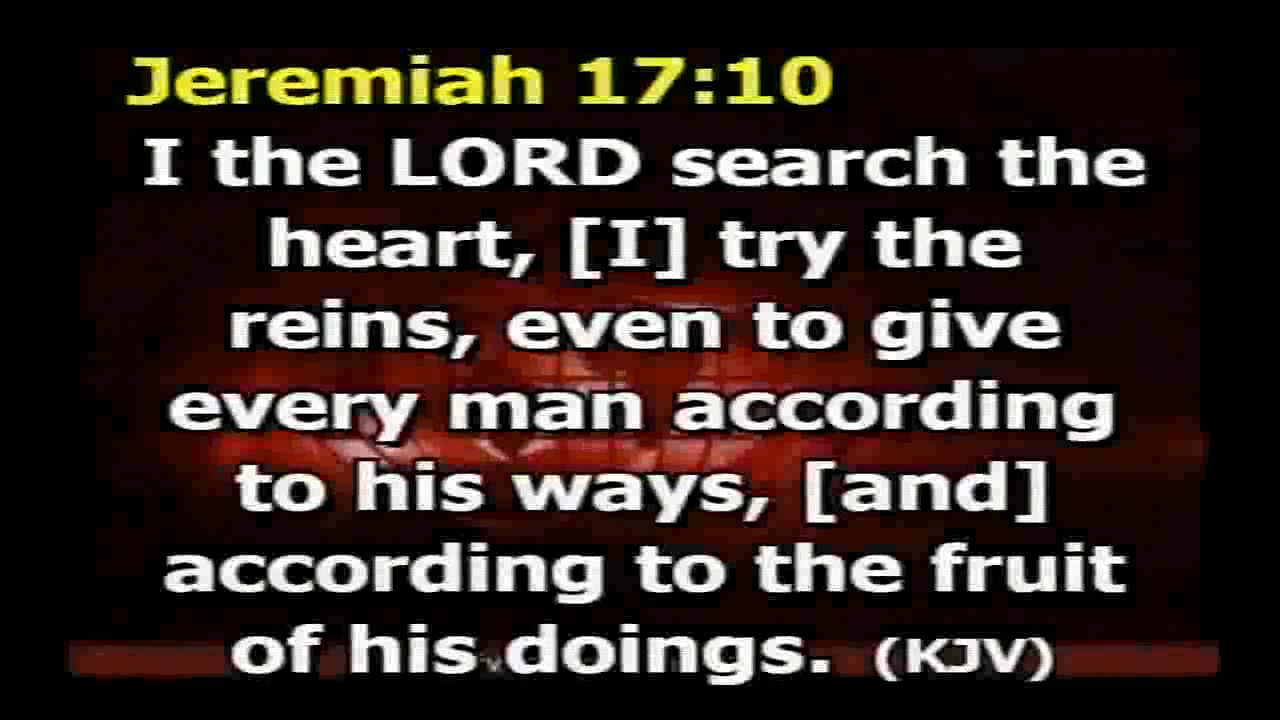 Jeremiah 17:10
I the LORD search the
heart, [I] try the
reins, even to give
every man according
to his ways, [and]
according to the fruit
of his doings. (KJV)